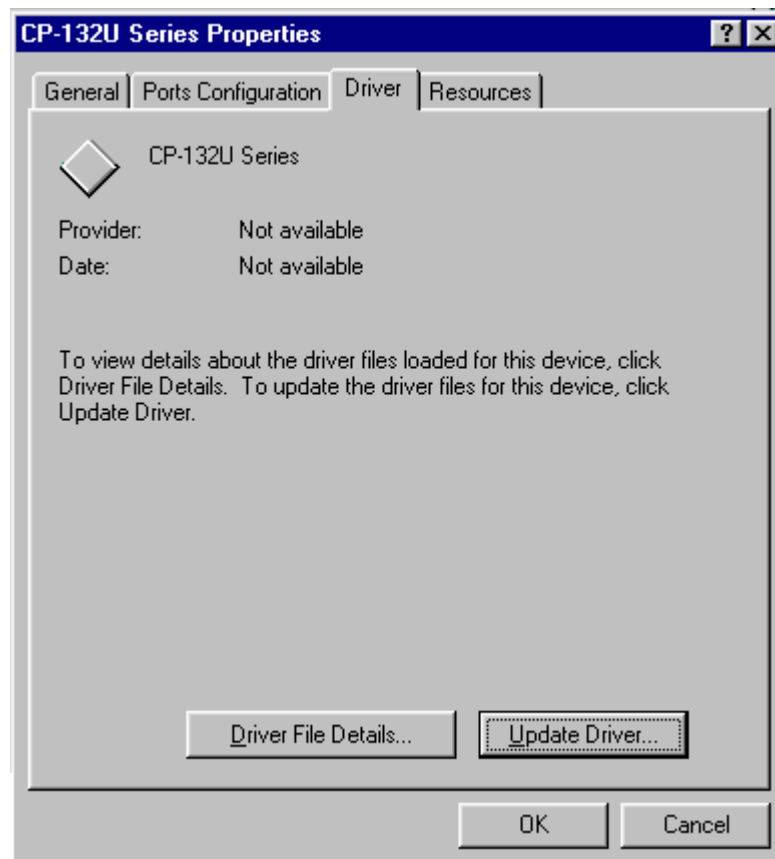 CP-132U Series Properties
General Ports Configuration Driver Resources
CP-132U Series
Provider: Not available
Date: Not available
To view details about the driver files loaded for this device, click
Driver File Details. To update the driver files for this device, click
Update Driver.
Driver File Details... Update Driver...
OK Cancel